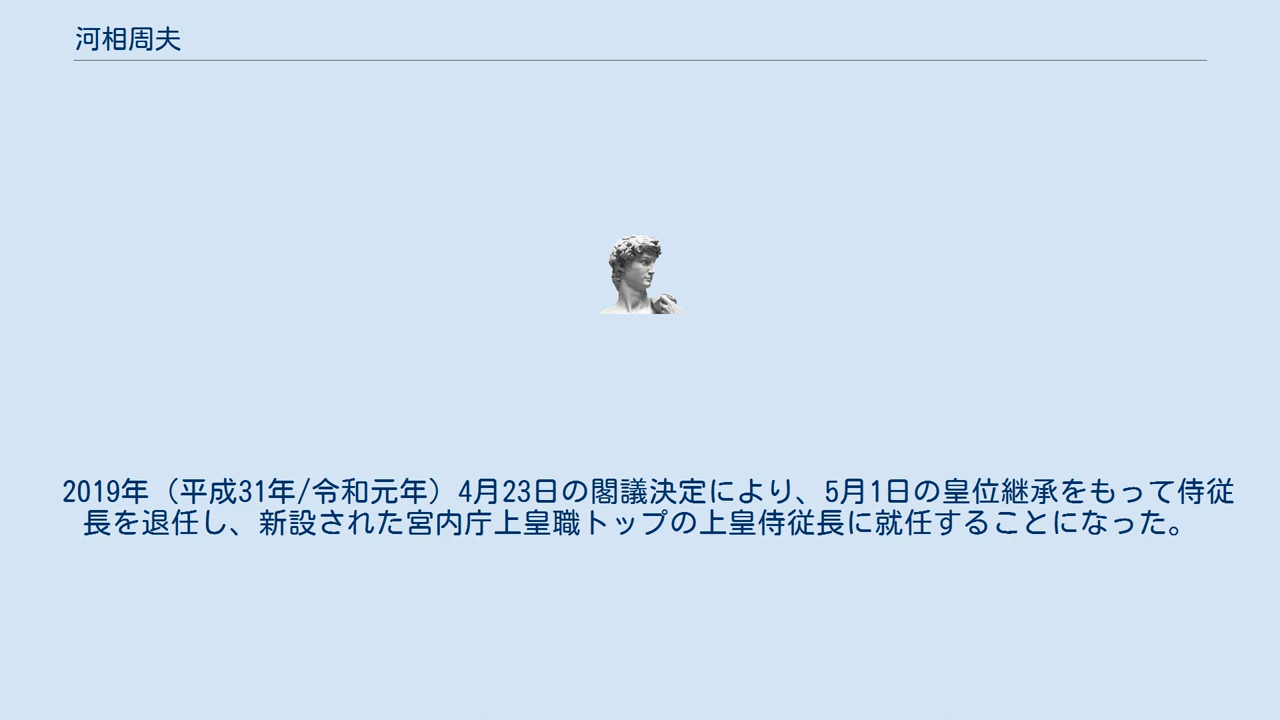 河相周夫
2019年（平成31年/令和元年）4月23日の閣議決定により、5月1日の皇位継承をもって侍従
長を退任し、新設された宮内庁上皇職トップの上皇侍従長に就任することになった。